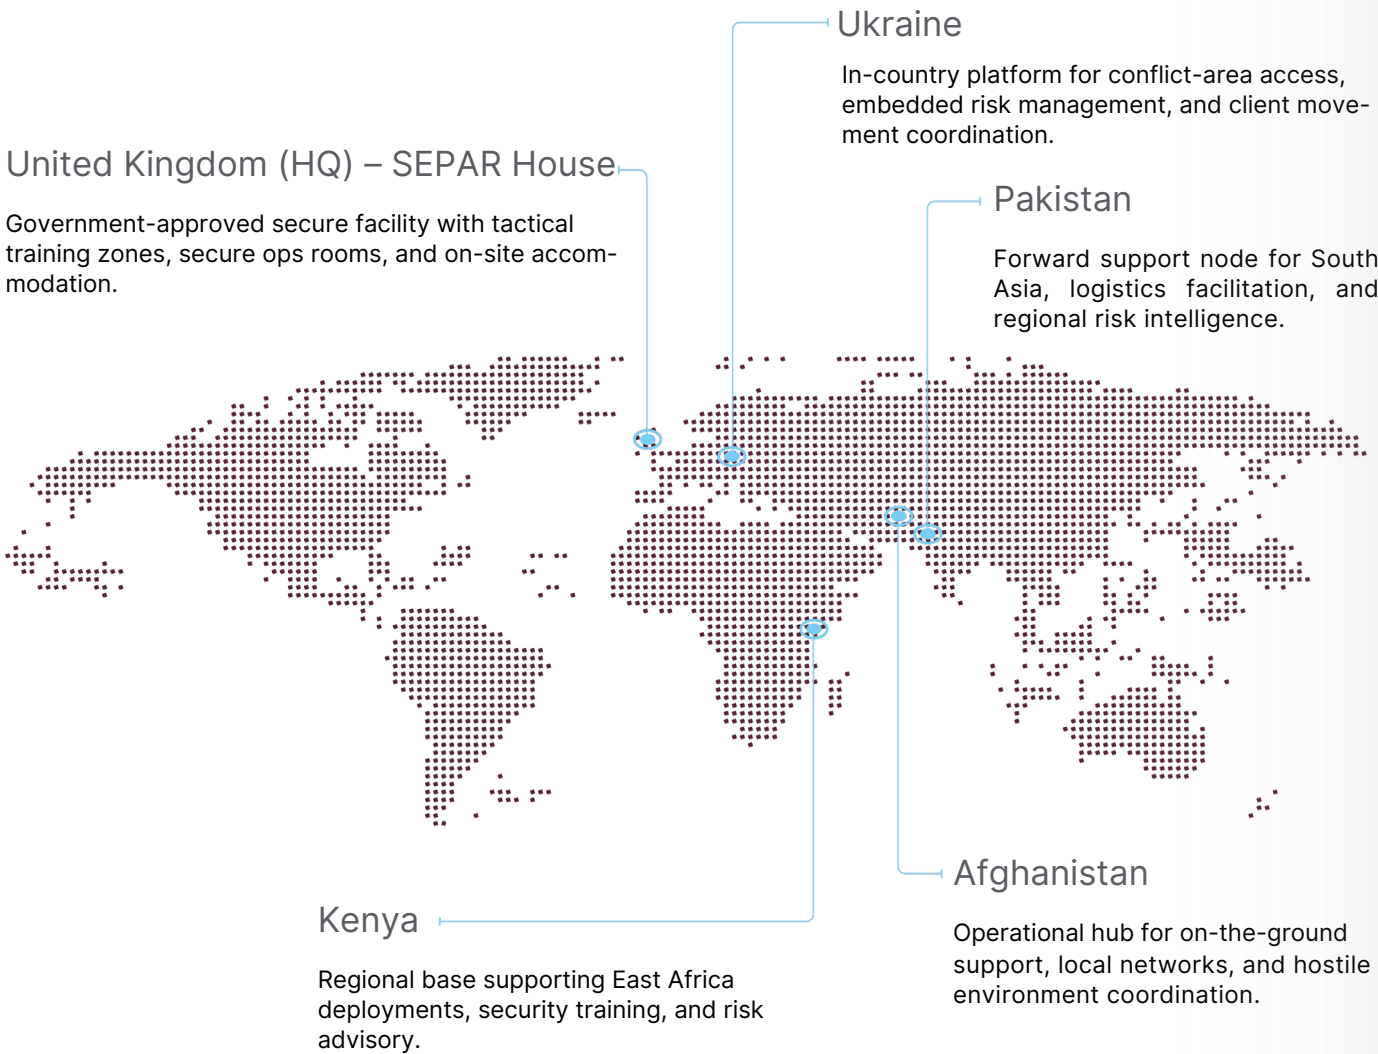 Ukraine
In-country platform for conflict-area access,
embedded risk management, and client move-
ment coordination.
United Kingdom (HQ) – SEPAR House
Government-approved secure facility with tactical
training zones, secure ops rooms, and on-site accom-
modation.
Pakistan
Forward support node for South
Asia, logistics facilitation, and
regional risk intelligence.
Afghanistan
Operational hub for on-the-ground
support, local networks, and hostile
environment coordination.
Kenya
Regional base supporting East Africa
deployments, security training, and risk
advisory.